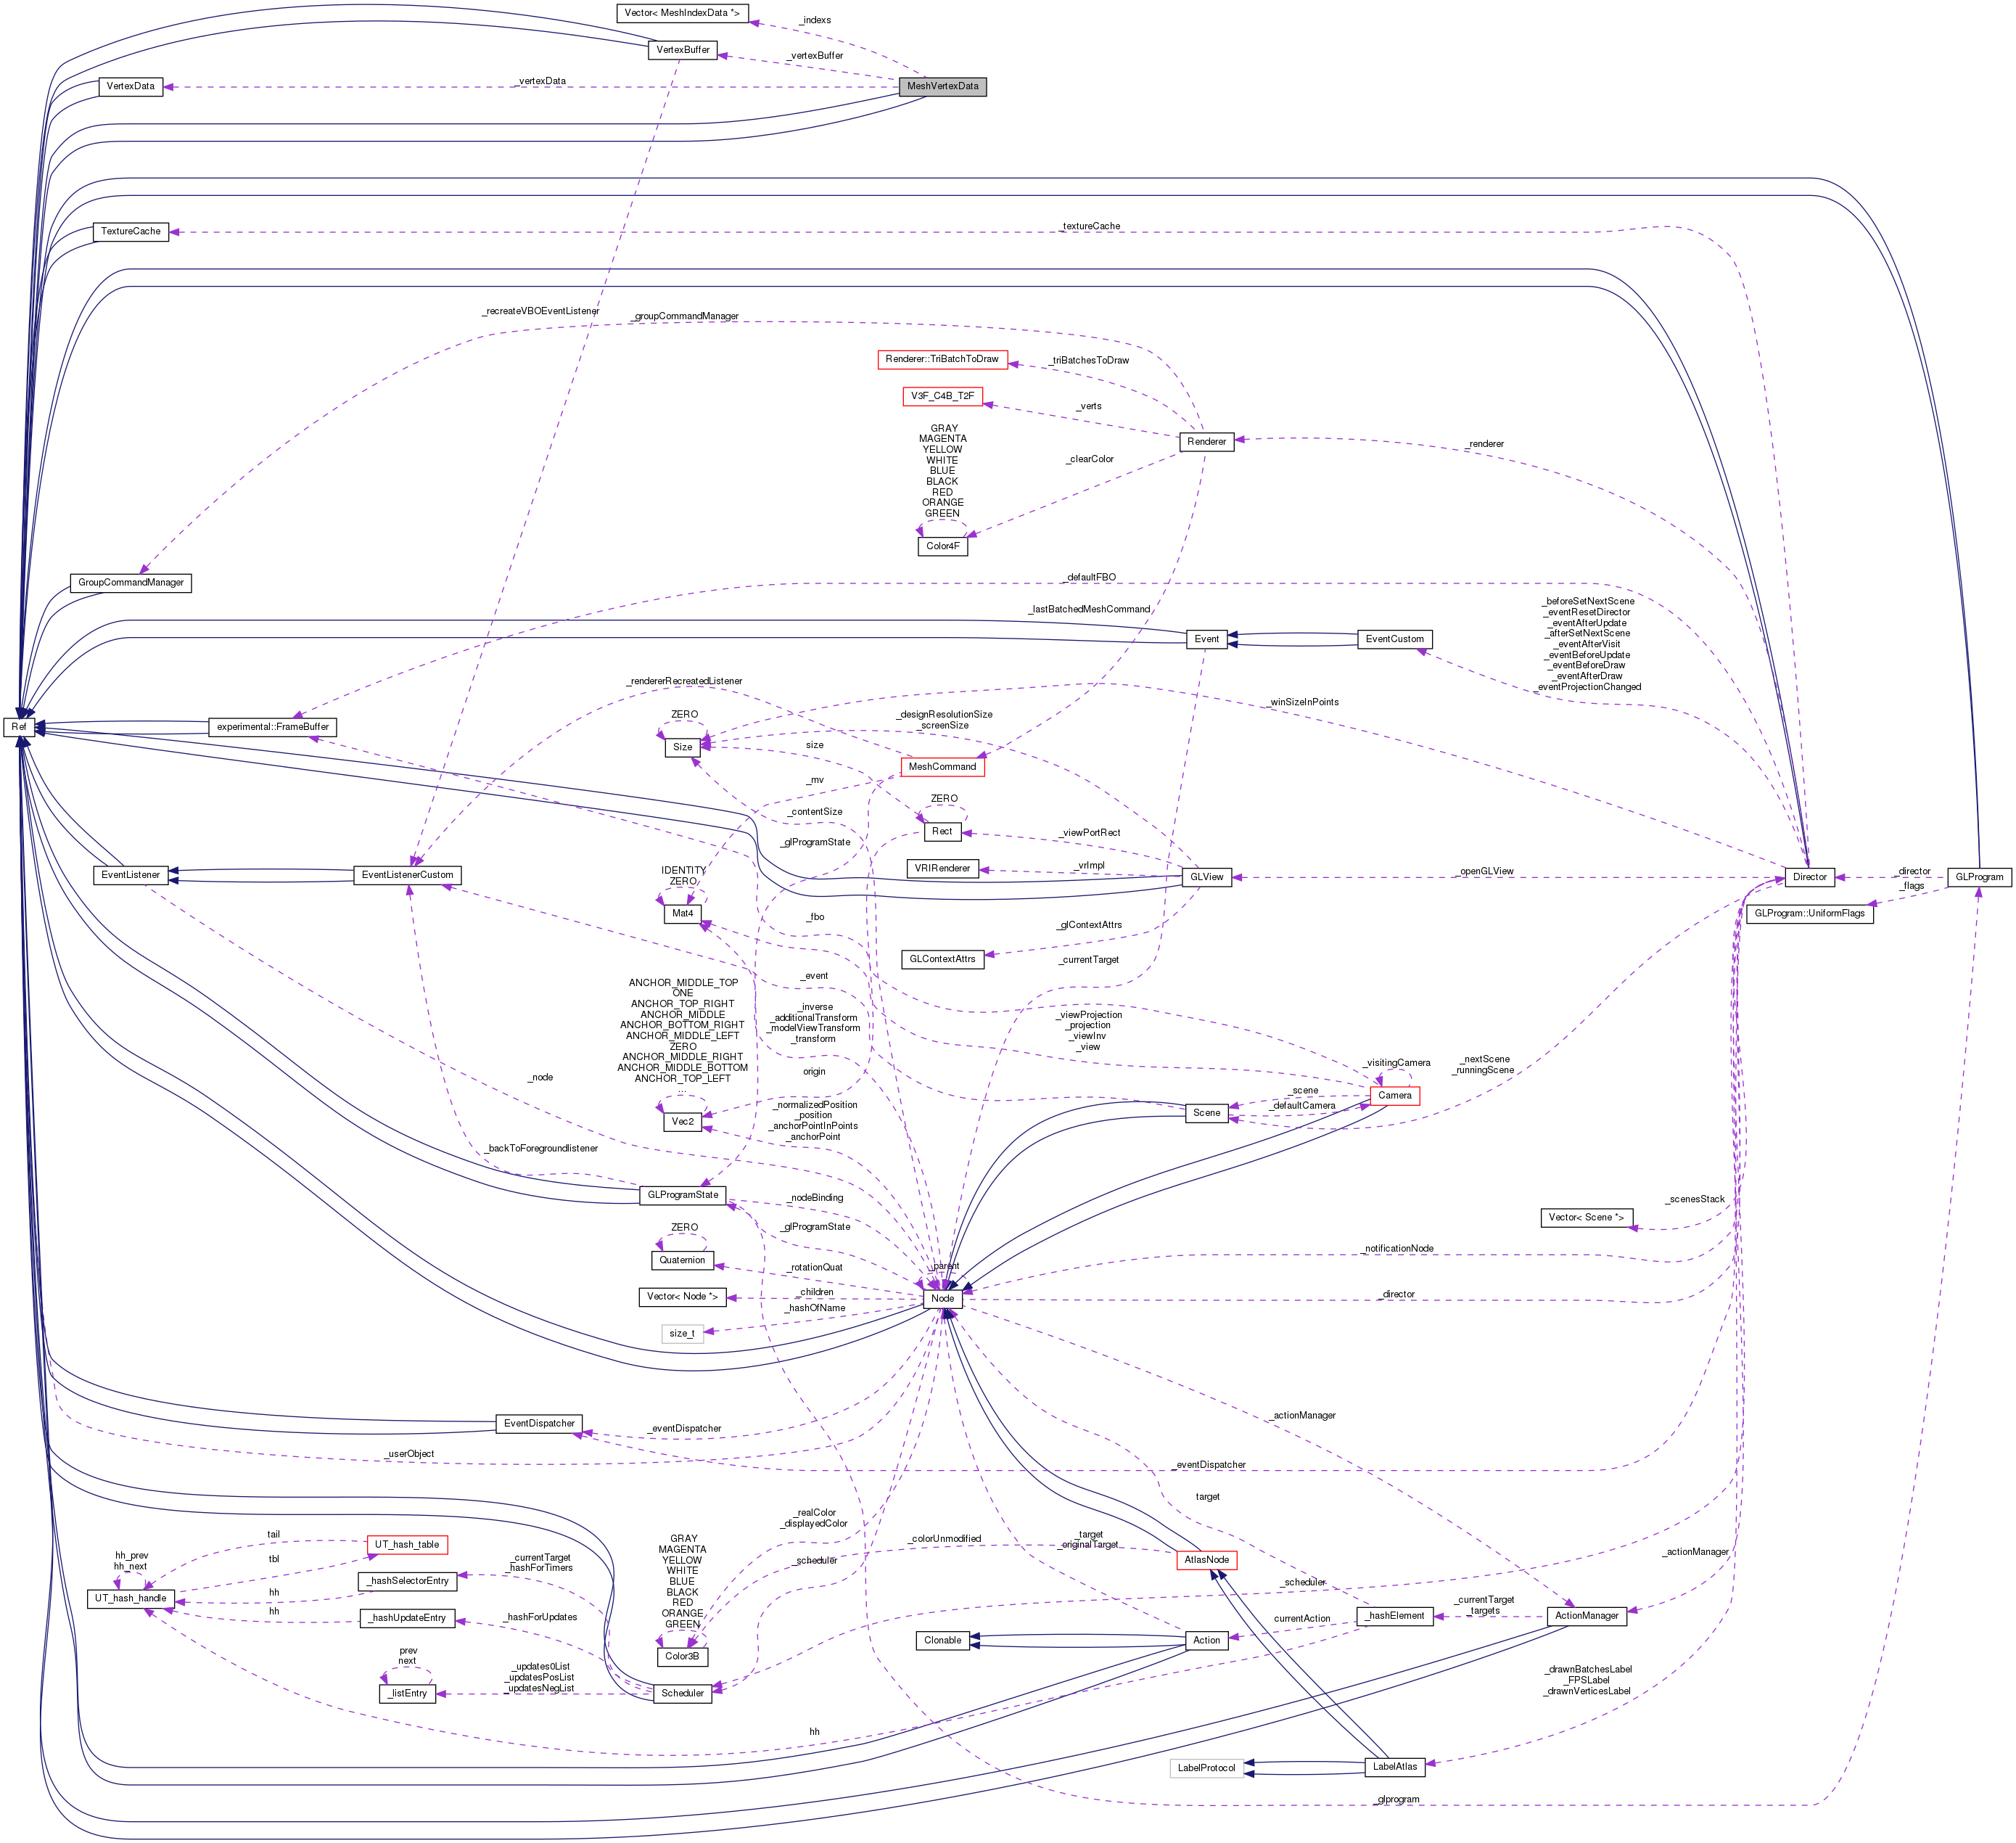 Vector< MeshIndexData *>
_indexs
VertexBuffer
_vertexBuffer
VertexData
_vertexData
MeshVertexData
TextureCache
_textureCache
_recreateVBOEventListener
_groupCommandManager
Renderer::TriBatchToDraw
_triBatchesToDraw
V3F_C4B_T2F
_verts
GRAY
MAGENTA
YELLOW
WHITE
BLUE
BLACK
RED
ORANGE
GREEN
_clearColor
Renderer
_renderer
Color4F
GroupCommandManager
_defaultFBO
_lastBatchedMeshCommand
Event
EventCustom
_beforeSetNextScene
_eventResetDirector
_eventAfterUpdate
_afterSetNextScene
_eventAfterVisit
_eventBeforeUpdate
_eventBeforeDraw
_eventAfterDraw
_eventProjectionChanged
_rendererRecreatedListener
Ref
experimental::FrameBuffer
ZERO
Size
_designResolutionSize
_screenSize
_winSizeInPoints
size
MeshCommand
_mv
_contentSize
ZERO
Rect
_viewPortRect
_glProgramState
EventListener
EventListenerCustom
VRIRenderer
_vrImpl
GLView
_openGLView
Director
_director
GLProgram
_flags
GLProgram::UniformFlags
IDENTITY
ZERO
Mat4
_fbo
_glContextAttrs
GLContextAttrs
_currentTarget
_event
ANCHOR_MIDDLE_TOP
ONE
ANCHOR_TOP_RIGHT
ANCHOR_MIDDLE
ANCHOR_BOTTOM_RIGHT
ANCHOR_MIDDLE_LEFT
ZERO
ANCHOR_MIDDLE_RIGHT
ANCHOR_MIDDLE_BOTTOM
ANCHOR_TOP_LEFT
...
Vec2
_inverse
_additionalTransform
_modelViewTransform
_transform
_viewProjection
_projection
_viewInv
_view
origin
_node
_visitingCamera
Camera
_nextScene
_runningScene
_scene
_defaultCamera
Scene
_normalizedPosition
_position
_anchorPointInPoints
_anchorPoint
_backToForegroundlistener
GLProgramState
_nodeBinding
_glProgramState
_scenesStack
Vector< Scene *>
ZERO
Quaternion
_rotationQuat
_notificationNode
_parent
Node
Vector< Node *>
_children
_hashOfName
size_t
_director
EventDispatcher
_eventDispatcher
_actionManager
_userObject
_eventDispatcher
target
_realColor
_displayedColor
tail
UT_hash_table
hh_prev
hh_next
tbl
UT_hash_handle
_currentTarget
_hashForTimers
_hashSelectorEntry
hh
GRAY
MAGENTA
YELLOW
WHITE
BLUE
BLACK
RED
ORANGE
GREEN
Color3B
_scheduler
_colorUnmodified
_target
_originalTarget
AtlasNode
_actionManager
_scheduler
hh
_hashUpdateEntry
_hashForUpdates
currentAction
_hashElement
_currentTarget
_targets
ActionManager
Clonable
Action
prev
next
_listEntry
_updates0List
_updatesPosList
_updatesNegList
Scheduler
_drawnBatchesLabel
_FPSLabel
_drawnVerticesLabel
hh
LabelProtocol
LabelAtlas
_glprogram